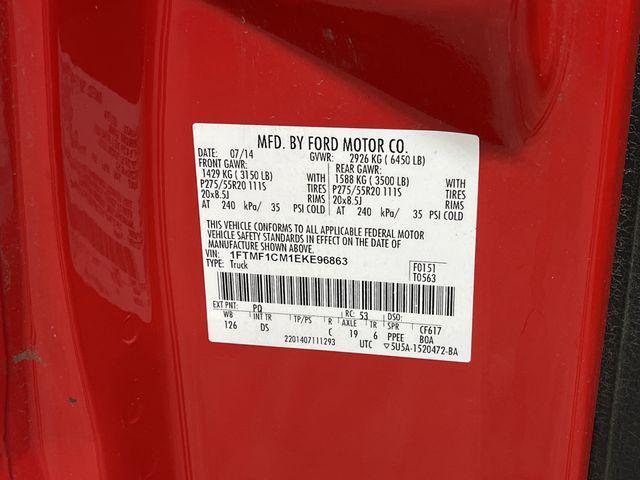 MFD. BY FORD MOTOR CO.
DATE: 07/14 GVWR: 2926 KG ( 6450 LB)
FRONT GAWR: REAR GAWR:
1429 KG ( 3150 LB) WITH 1588 KG ( 3500 LB) WITH
P275/55R20 111S TIRES P275/55R20 111S TIRES
20x8.5J RIMS 20x8.5J RIMS
AT 240 kPa/ 35 PSI COLD AT 240 kPa/ 35 PSI COLD
THIS VEHICLE CONFORMS TO ALL APPLICABLE FEDERAL MOTOR
VEHICLE SAFETY STANDARDS IN EFFECT ON THE DATE OF
MANUFACTURE SHOWN ABOVE.
VIN: 1FTMF1CM1EKE96863 F0151
TYPE: Truck T0563
EXT PNT: PQ RC: 53 DSO:
WB INT TR TP/PS R AXLE TR SPR CF617
126 DS C 19 6 PPEE BOA
2201407111293 UTC ▽5U5A-1520472-BA